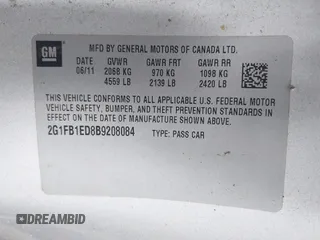 GM
MFD BY GENERAL MOTORS OF CANADA LTD.
DATE GVWR GAWR FRT GAWR RR
06/11 2068 KG 970 KG 1098 KG
4559 LB 2139 LB 2420 LB
THIS VEHICLE CONFORMS TO ALL APPLICABLE U.S. FEDERAL MOTOR
VEHICLE SAFETY, BUMPER, AND THEFT PREVENTION STANDARDS IN
EFFECT ON THE DATE OF MANUFACTURE SHOWN ABOVE.
2G1FB1ED8B9208084 TYPE: PASS CAR
DREAMBID